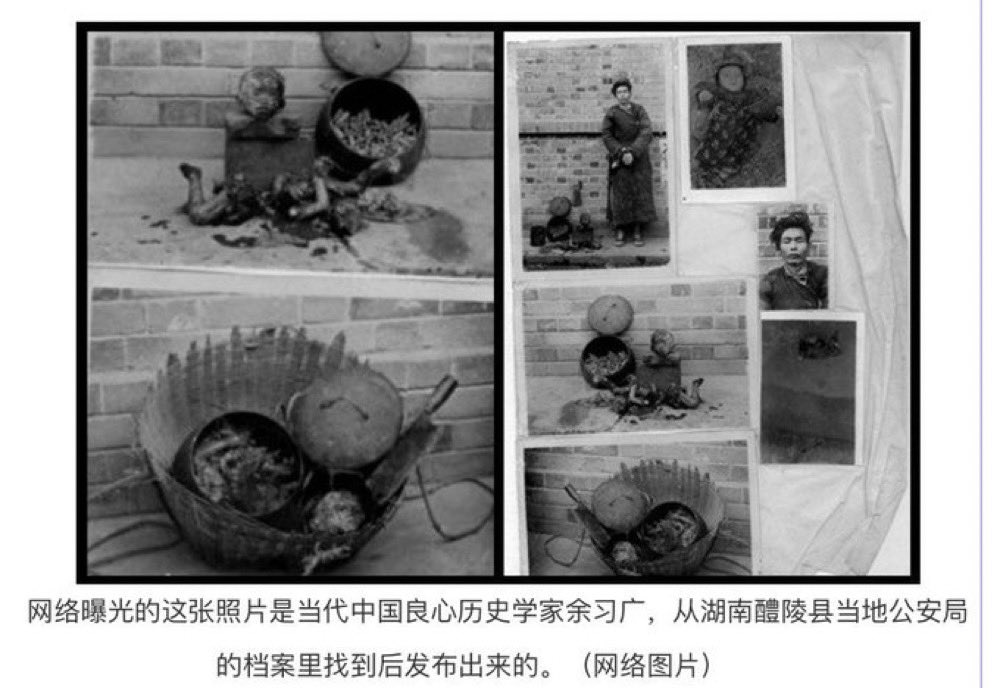 网络曝光的这张照片是当代中国良心历史学家余习广，从湖南醴陵县当地公安局
的档案里找到后发布出来的。（网络图片）